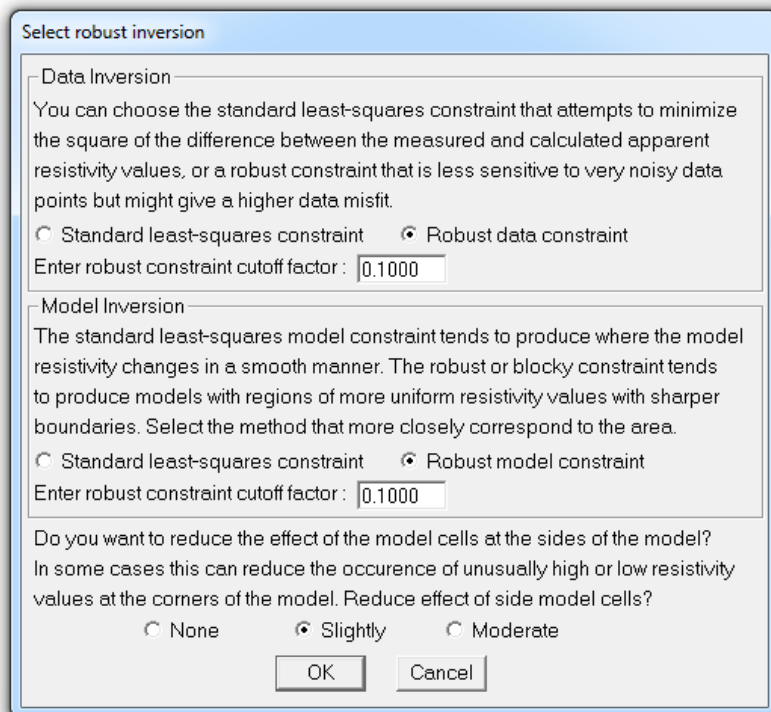 Select robust inversion
Data Inversion
You can choose the standard least-squares constraint that attempts to minimize
the square of the difference between the measured and calculated apparent
resistivity values, or a robust constraint that is less sensitive to very noisy data
points but might give a higher data misfit.
Standard least-squares constraint Robust data constraint
Enter robust constraint cutoff factor : 0.1000
Model Inversion
The standard least-squares model constraint tends to produce where the model
resistivity changes in a smooth manner. The robust or blocky constraint tends
to produce models with regions of more uniform resistivity values with sharper
boundaries. Select the method that more closely correspond to the area.
Standard least-squares constraint Robust model constraint
Enter robust constraint cutoff factor : 0.1000
Do you want to reduce the effect of the model cells at the sides of the model?
In some cases this can reduce the occurence of unusually high or low resistivity
values at the corners of the model. Reduce effect of side model cells?
None Slightly Moderate
OK Cancel